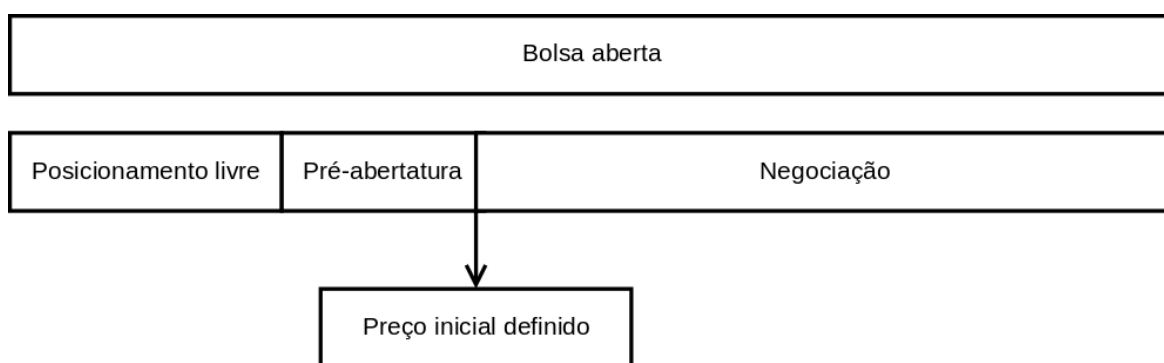 Bolsa aberta
Posicionamento livre
Pré-abertatura
Negociação
Preço inicial definido